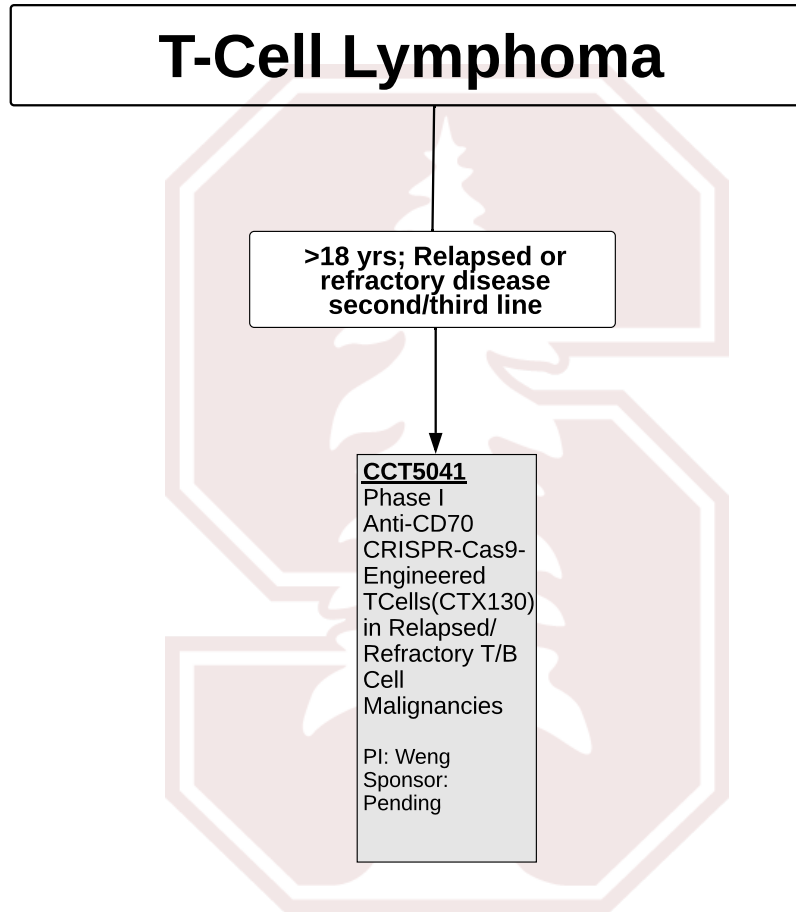 T-Cell Lymphoma
>18 yrs; Relapsed or
refractory disease
second/third line
CCT5041
Phase I
Anti-CD70
CRISPR-Cas9-
Engineered
TCells(CTX130)
in Relapsed/
Refractory T/B
Cell
Malignancies
PI: Weng
Sponsor:
Pending